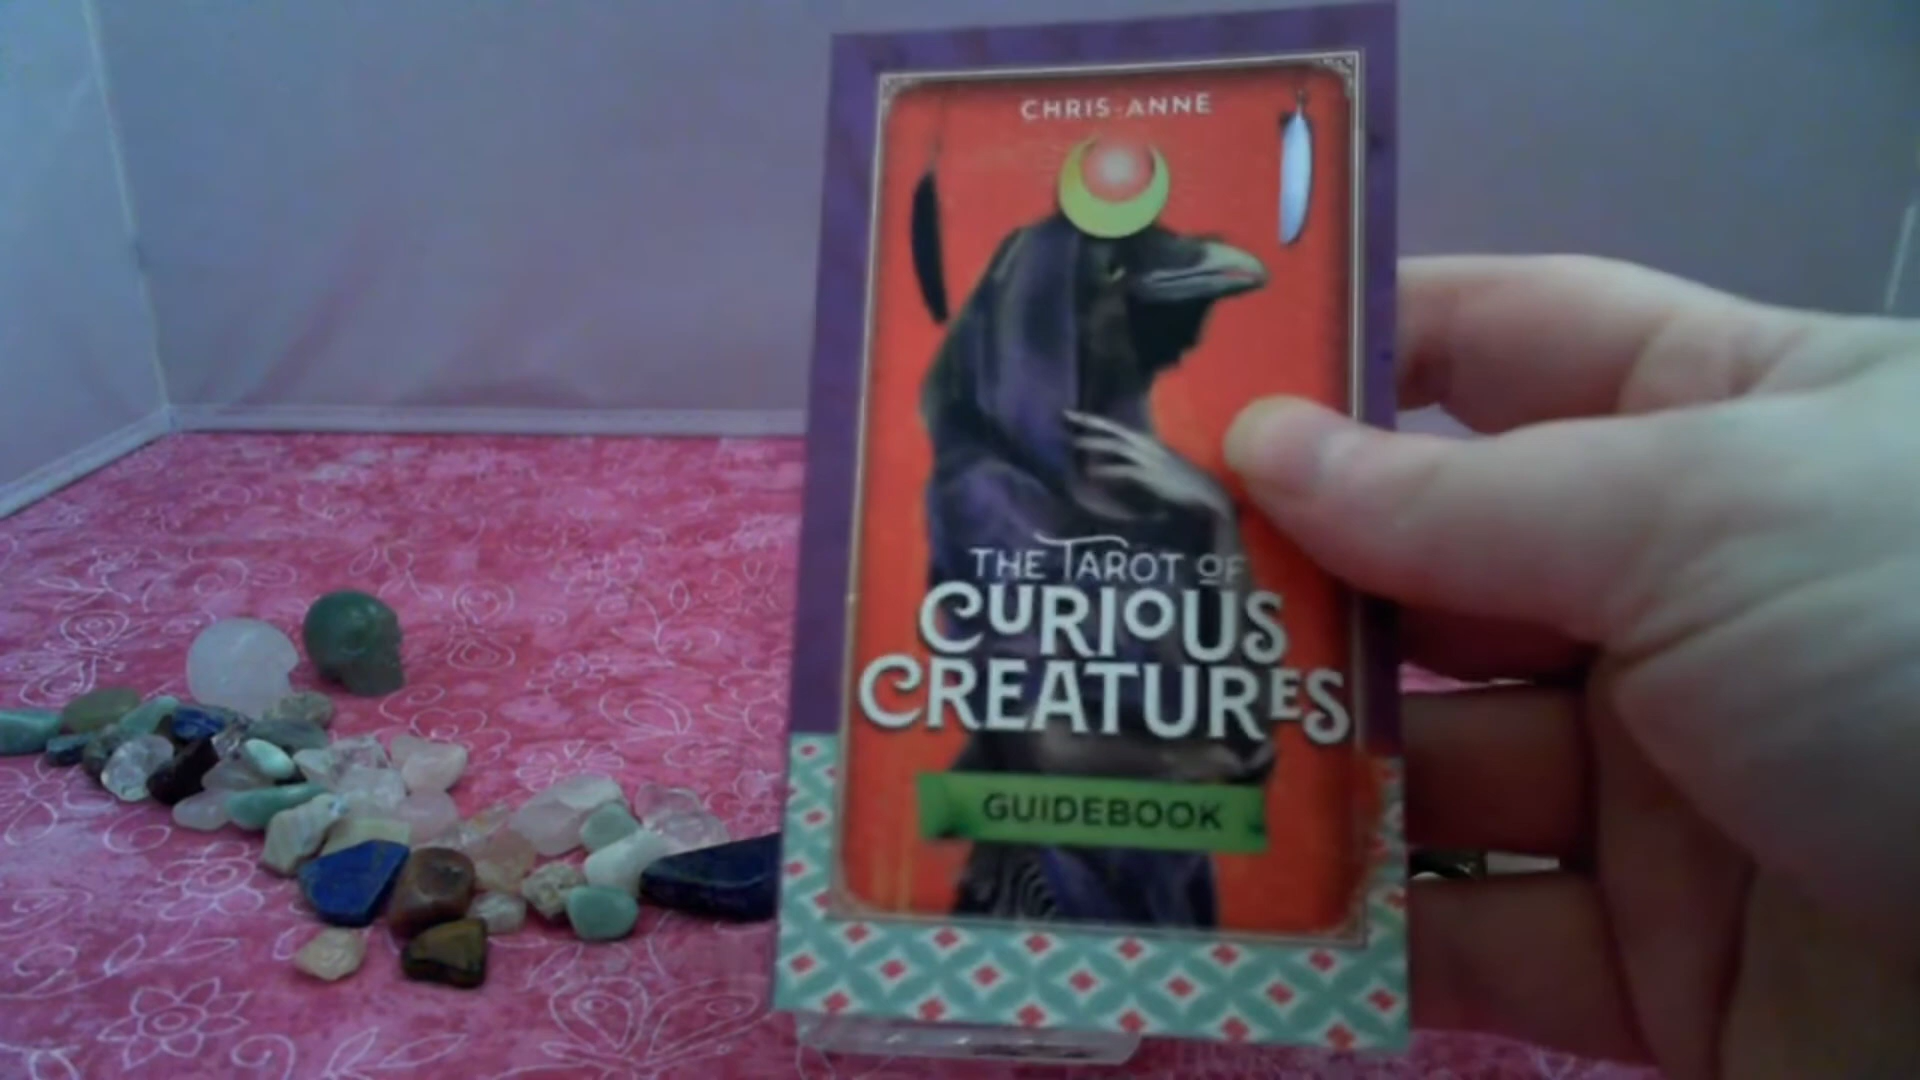 CHRIS-ANNE
THE TAROT OF
CURIOUS
CREATURES
GUIDEBOOK